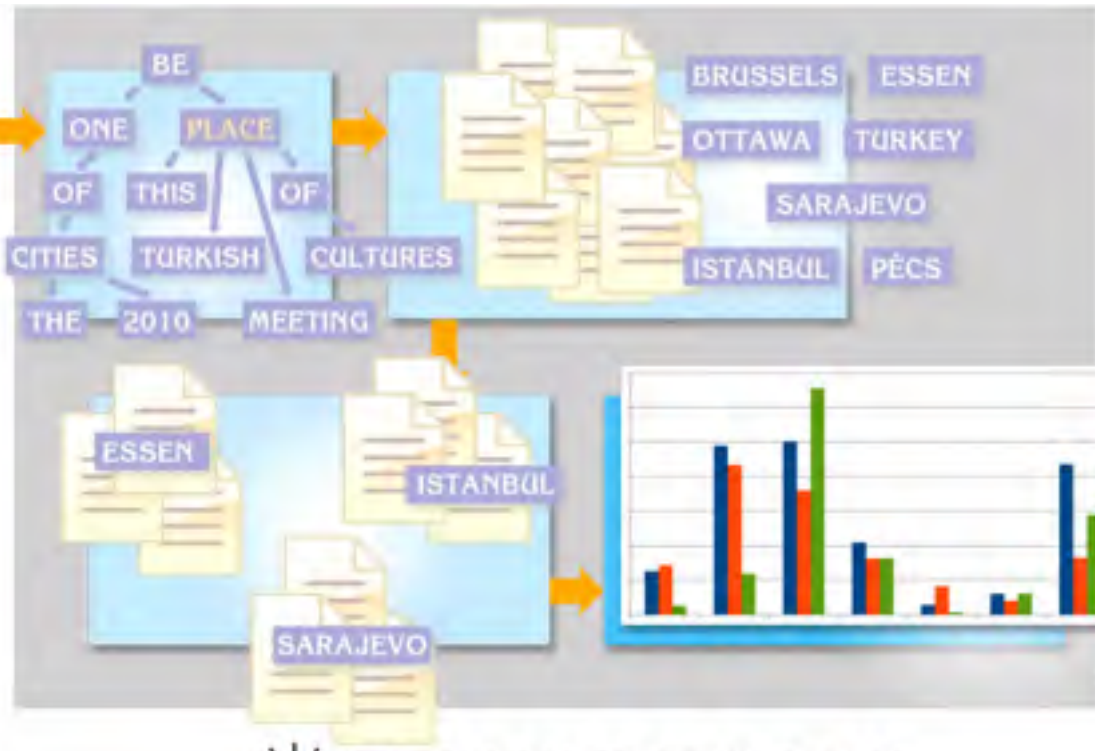 BE
ONE PLACE
OF THIS OF
CITIES TURKISH CULTURES
THE 2010 MEETING
BRUSSELS ESSEN
OTTAWA TURKEY
SARAJEVO
ISTANBUL PÈCS
ESSEN
ISTANBUL
SARAJEVO